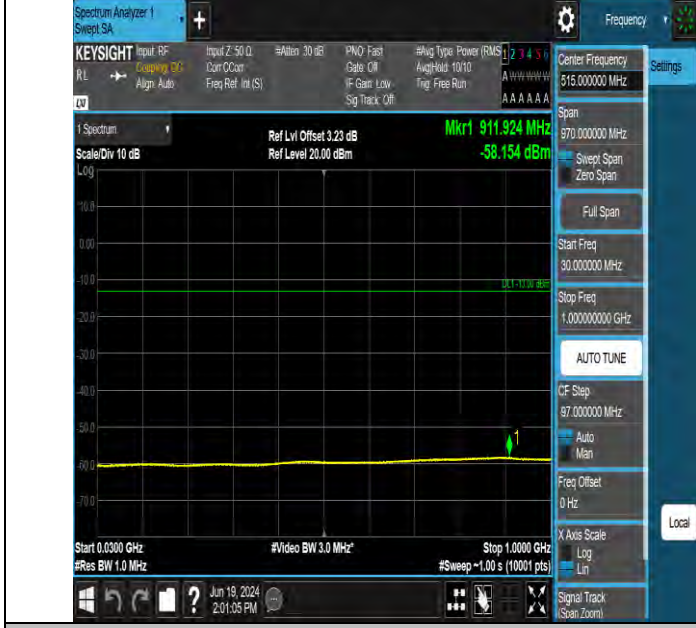 Spectrum Analyzer 1
Swept SA
+
Frequency
KEYSIGHT
RL
LXI
Input: RF
Coupling: DC
Align: Auto
Input Z: 50 Ω
Corr CCorr
Freq Ref: Int (S)
#Atten: 30 dB
PNO: Fast
Gate: Off
IF Gain: Low
Sig Track: Off
#Avg Type: Power (RMS
Avg|Hold: 10/10
Trig: Free Run
1 2 3 4 5 6
A W W W W W
A A A A A A
1 Spectrum
Scale/Div 10 dB
Log
Ref Lvl Offset 3.23 dB
Ref Level 20.00 dBm
Mkr1 911.924 MHz
-58.154 dBm
10.0
0.00
-10.0
DL1 -13.00 dBm
-20.0
-30.0
-40.0
-50.0
1
-60.0
-70.0
Start 0.0300 GHz
#Res BW 1.0 MHz
#Video BW 3.0 MHz*
Stop 1.0000 GHz
#Sweep ~1.00 s (10001 pts)
?
Jun 19, 2024
2:01:05 PM
Center Frequency
515.000000 MHz
Settings
Span
970.000000 MHz
Swept Span
Zero Span
Full Span
Start Freq
30.000000 MHz
Stop Freq
1.000000000 GHz
AUTO TUNE
CF Step
97.000000 MHz
Auto
Man
Freq Offset
0 Hz
Local
X Axis Scale
Log
Lin
Signal Track
(Span Zoom)